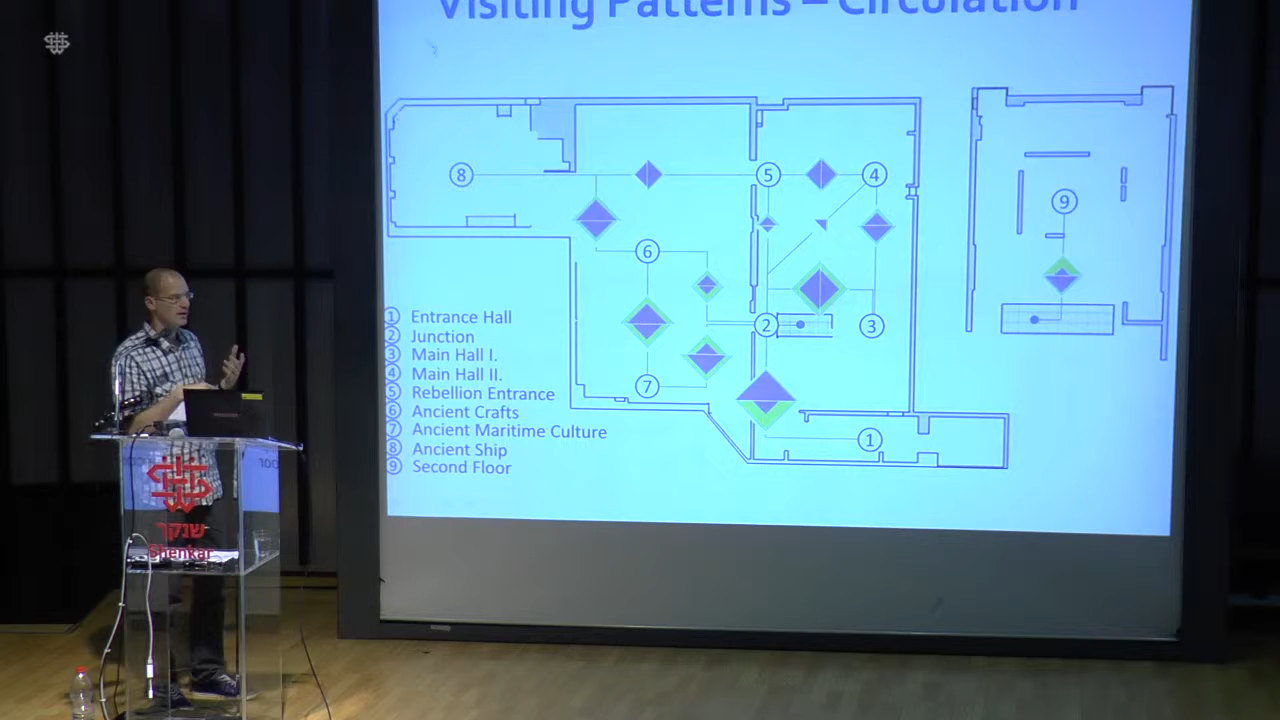 Visiting Patterns – Circulation
8
5
4
9
6
2
3
7
1
1 Entrance Hall
2 Junction
3 Main Hall I.
4 Main Hall II.
5 Rebellion Entrance
6 Ancient Crafts
7 Ancient Maritime Culture
8 Ancient Ship
9 Second Floor
שנקר
Shenkar